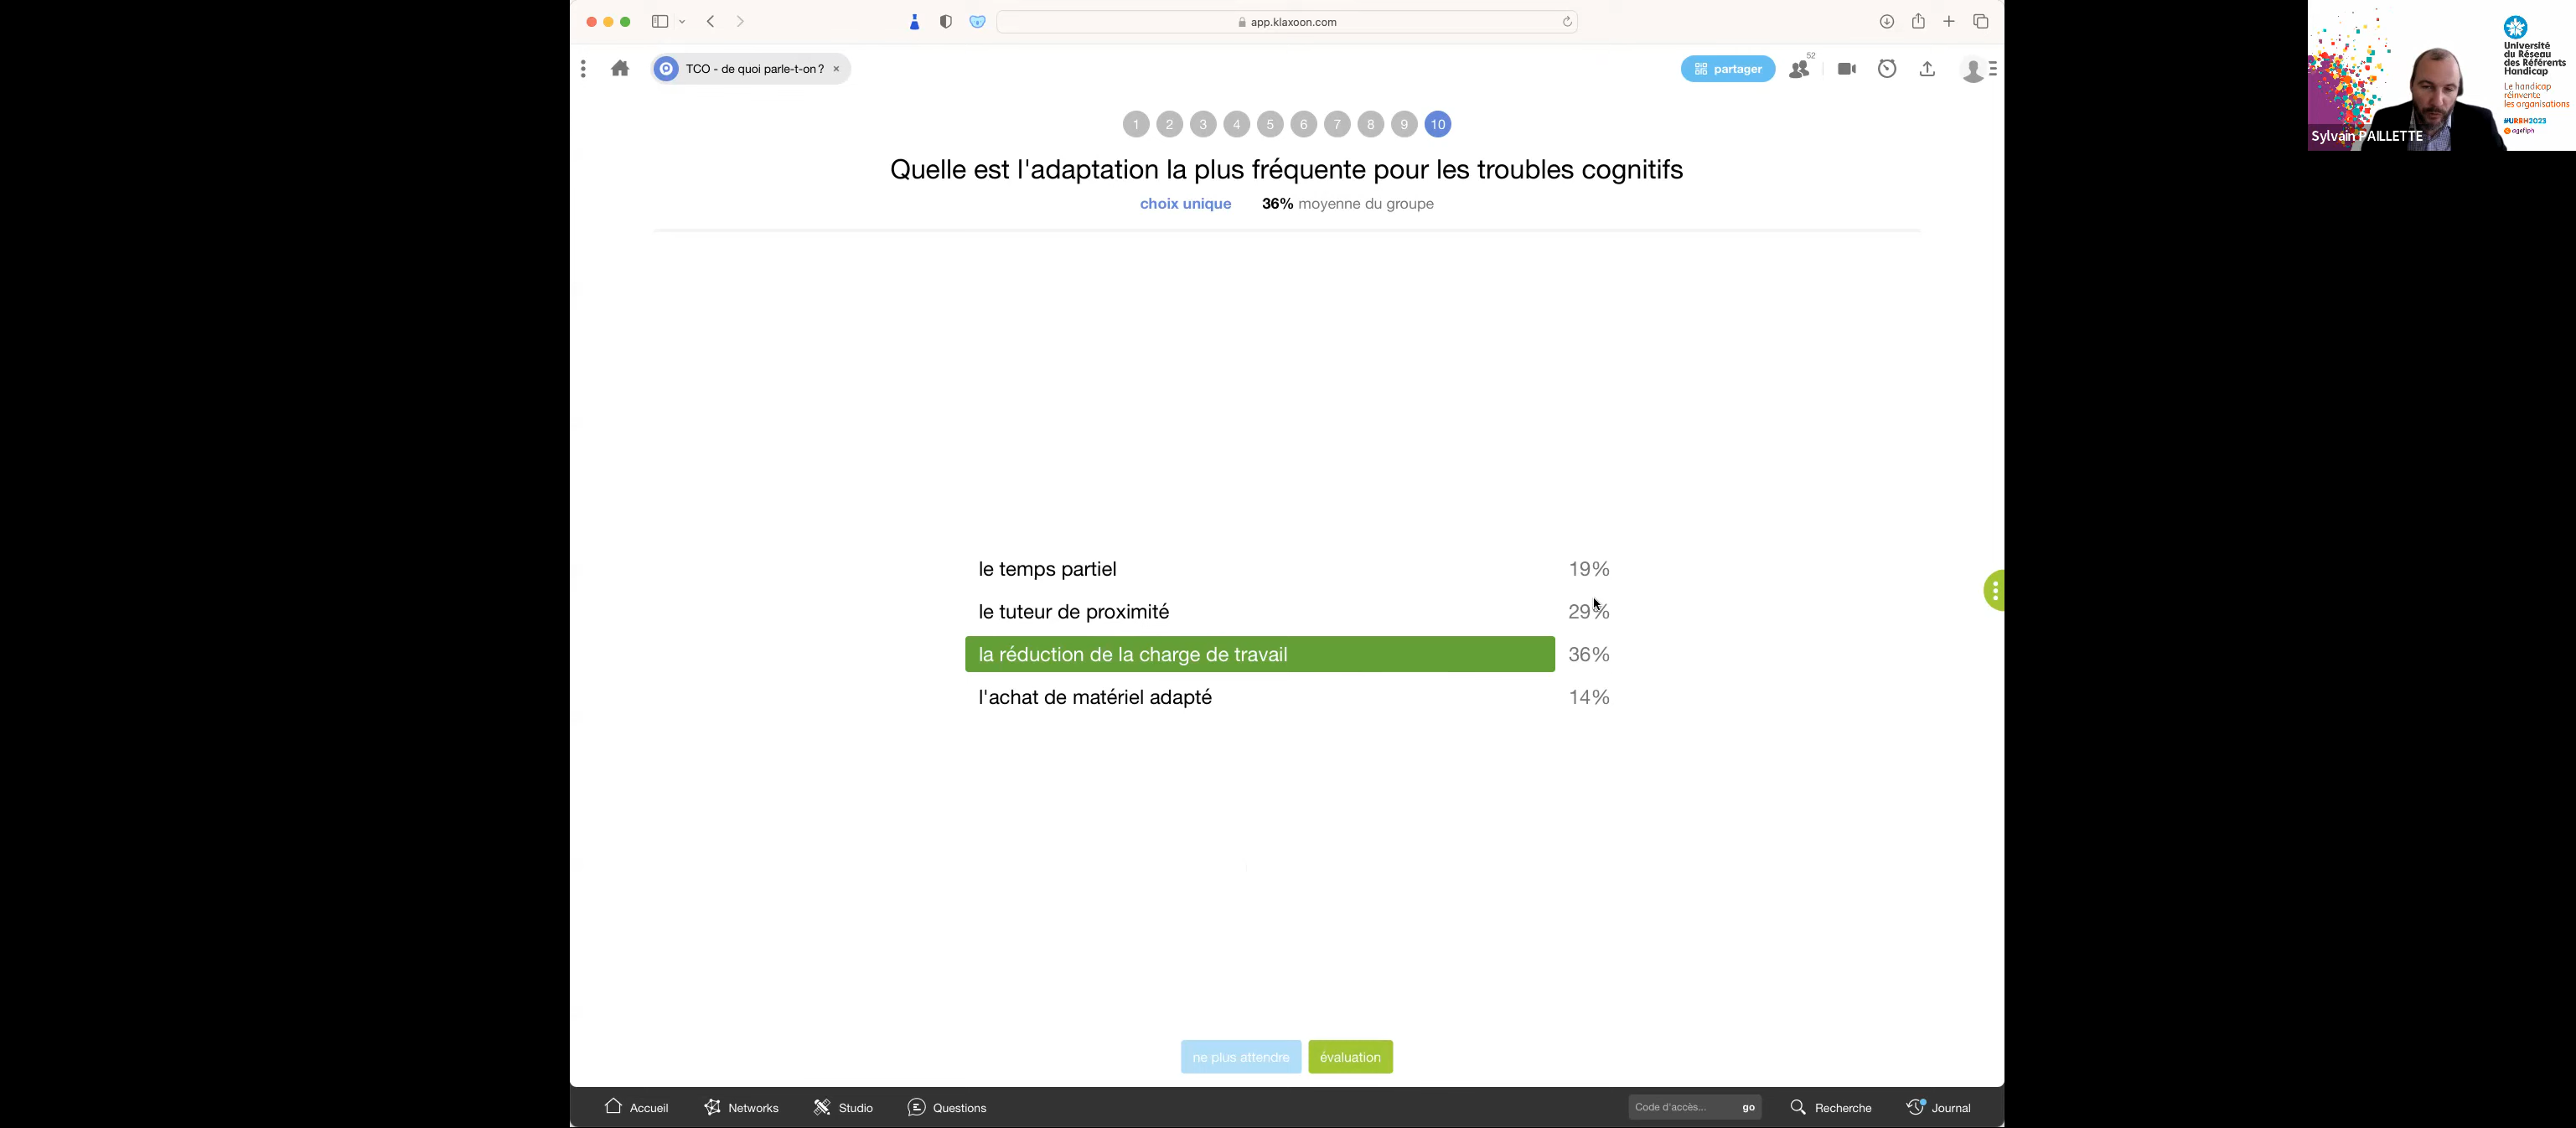 app.klaxoon.com
TCO - de quoi parle-t-on ?
partager
52
1 2 3 4 5 6 7 8 9 10
Quelle est l'adaptation la plus fréquente pour les troubles cognitifs
choix unique 36% moyenne du groupe
le temps partiel 19%
le tuteur de proximité 29%
la réduction de la charge de travail 36%
l'achat de matériel adapté 14%
ne plus attendre évaluation
Accueil Networks Studio Questions Code d'accès... go Recherche Journal
Université
du Réseau
des Référents
Handicap
Le handicap
réinvente
les organisations
#URRH2023
agefiph
Sylvain PAILLETTE